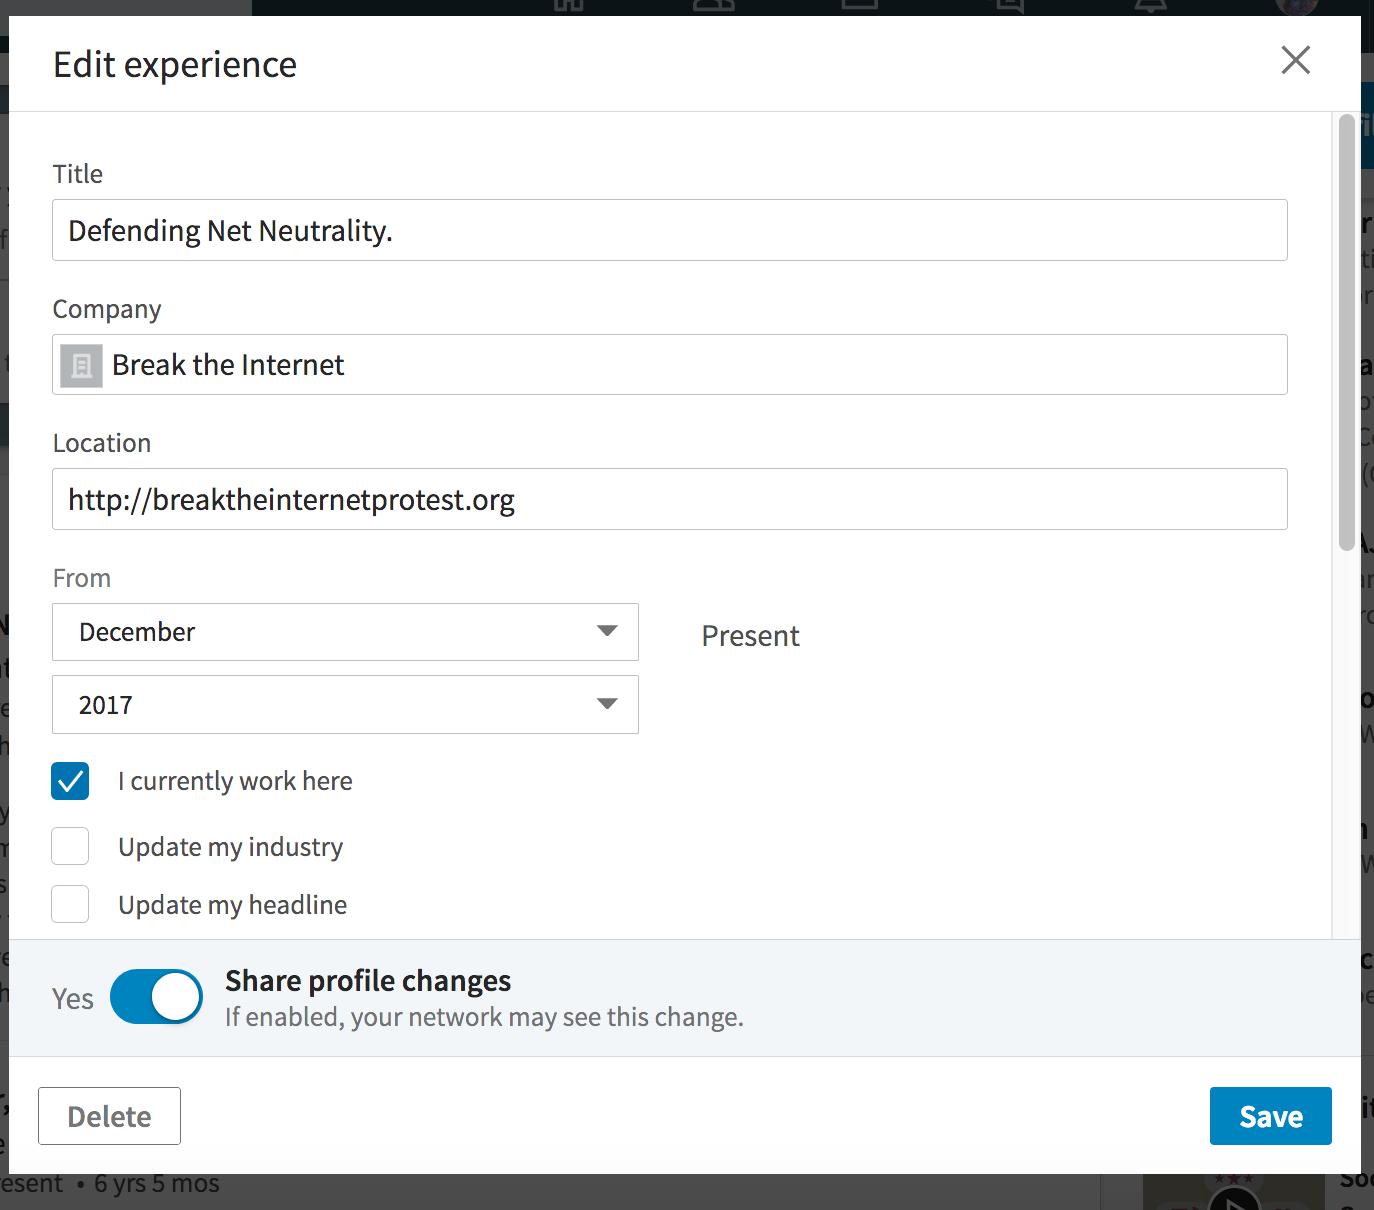 Edit experience
Title
Defending Net Neutrality.
Company
Break the Internet
Location
http://breaktheinternetprotest.org
From
December
Present
2017
I currently work here
Update my industry
Update my headline
Yes
Share profile changes
If enabled, your network may see this change.
Delete
Save
esent • 6 yrs 5 mos